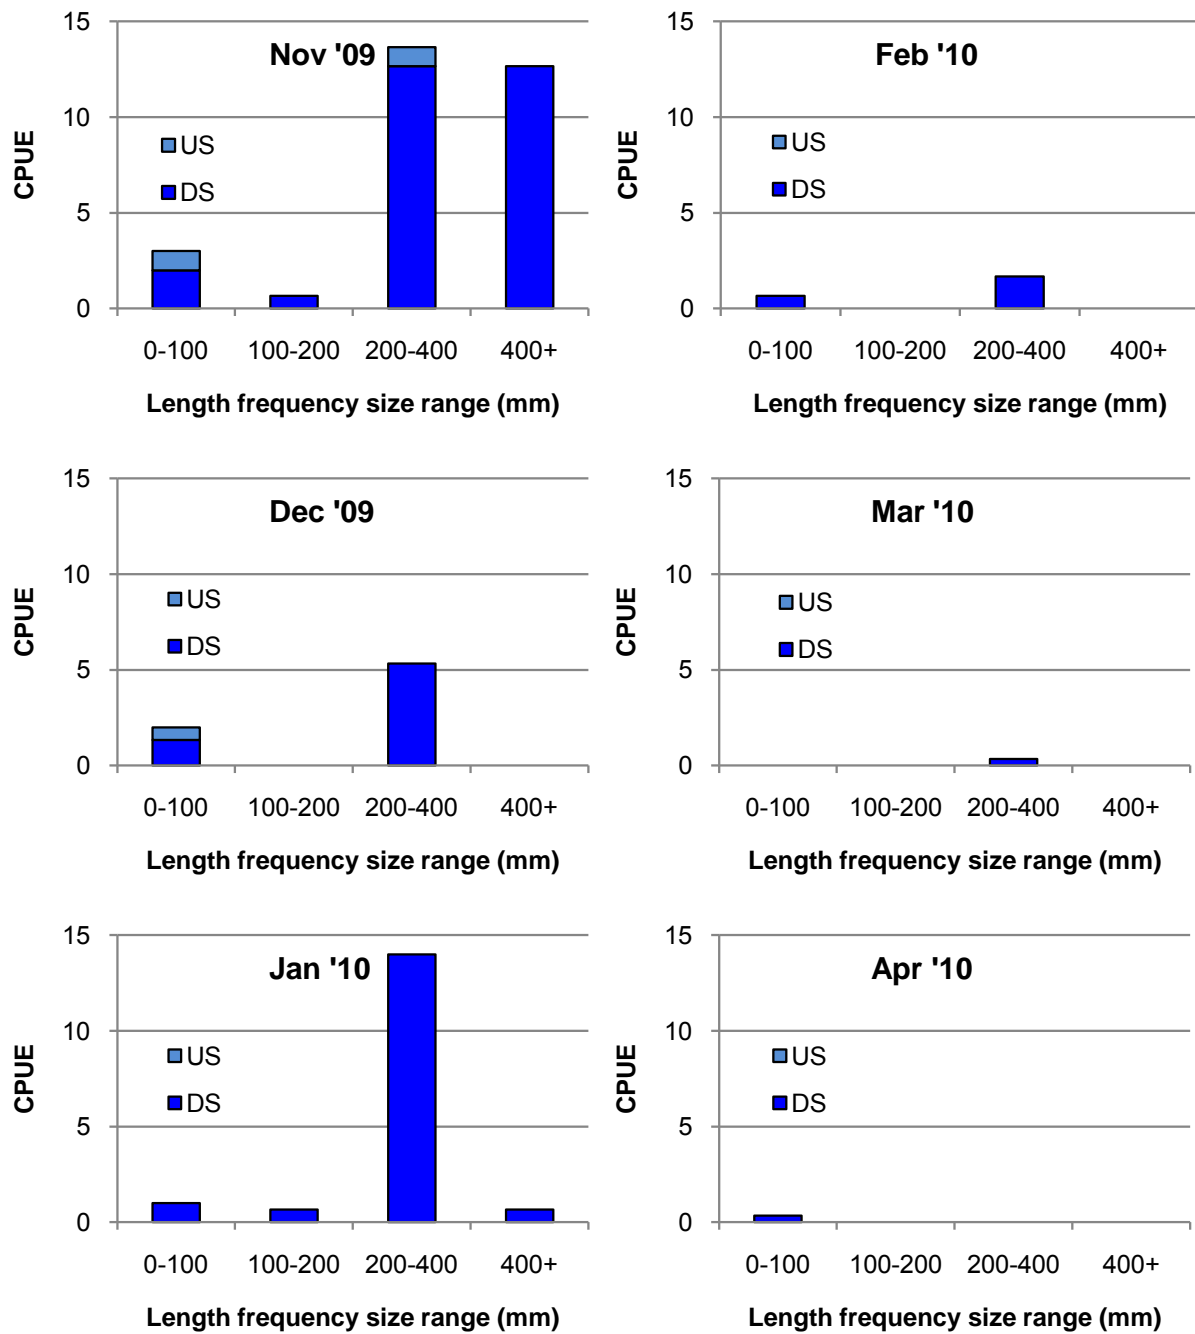 15
Nov '09
10
CPUE
US
DS
5
0
0-100 100-200 200-400 400+
Length frequency size range (mm)
15
Feb '10
10
CPUE
US
DS
5
0
0-100 100-200 200-400 400+
Length frequency size range (mm)
15
Dec '09
10
CPUE
US
DS
5
0
0-100 100-200 200-400 400+
Length frequency size range (mm)
15
Mar '10
10
CPUE
US
DS
5
0
0-100 100-200 200-400 400+
Length frequency size range (mm)
15
Jan '10
10
CPUE
US
DS
5
0
0-100 100-200 200-400 400+
Length frequency size range (mm)
15
Apr '10
10
CPUE
US
DS
5
0
0-100 100-200 200-400 400+
Length frequency size range (mm)